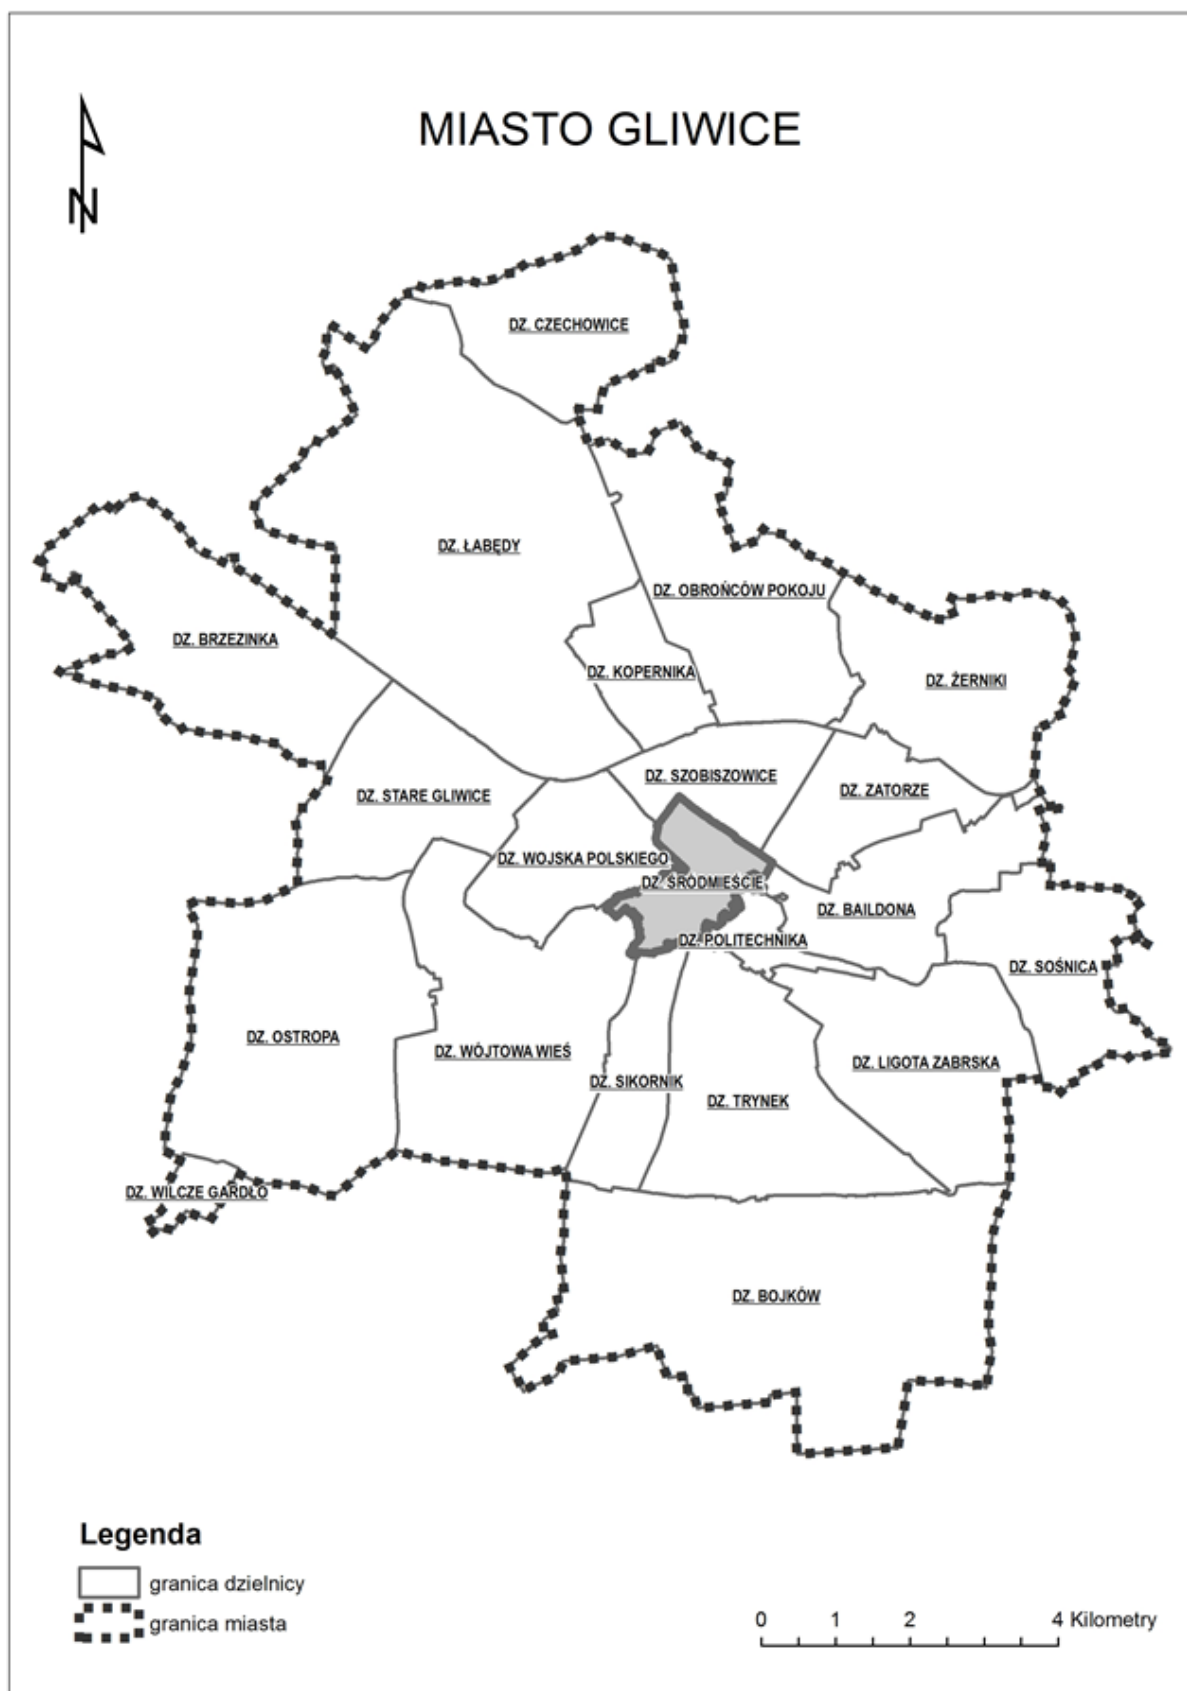 MIASTO GLIWICE
N
DZ. CZECHOWICE
DZ. ŁABĘDY
DZ. OBROŃCÓW POKOJU
DZ. BRZEZINKA
DZ. KOPERNIKA
DZ. ŻERNIKI
DZ. SZOBISZOWICE
DZ. STARE GLIWICE
DZ. ZATORZE
DZ. WOJSKA POLSKIEGO
DZ. ŚRÓDMIEŚCIE
DZ. BAILDONA
DZ. POLITECHNIKA
DZ. SOŚNICA
DZ. OSTROPA
DZ. WÓJTOWA WIEŚ
DZ. LIGOTA ZABRSKA
DZ. SIKORNIK
DZ. TRYNEK
DZ. WILCZE GARDŁO
DZ. BOJKÓW
Legenda
granica dzielnicy
granica miasta
0 1 2 4 Kilometry